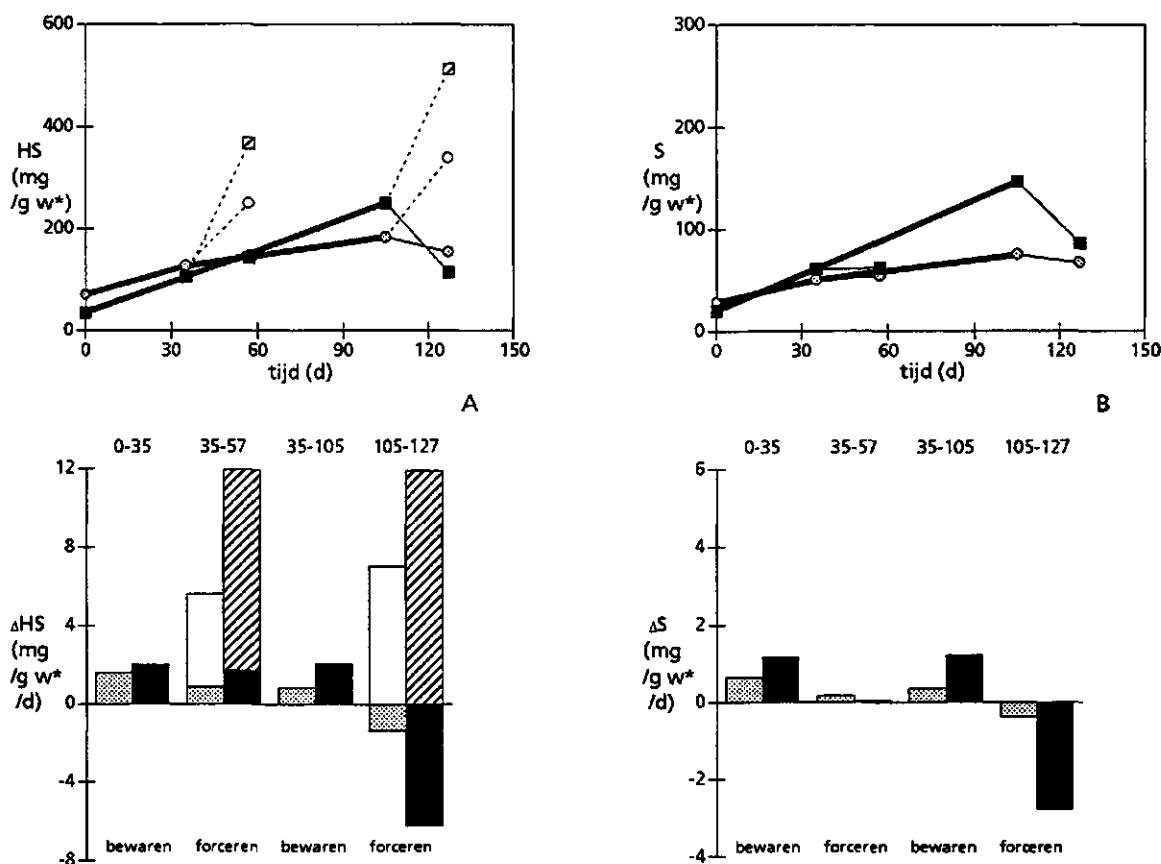 600
400
HS
(mg
/g w*)
200
0
0 30 60 90 120 150
tijd (d)
A
300
200
S
(mg
/g w*)
100
0
0 30 60 90 120 150
tijd (d)
B
0-35 35-57 35-105 105-127
12
8
4
ΔHS
(mg
/g w*
/d)
0
-4
-8
bewaren forceren bewaren forceren
0-35 35-57 35-105 105-127
6
4
2
ΔS
(mg
/g w*
/d)
0
-2
-4
bewaren forceren bewaren forceren